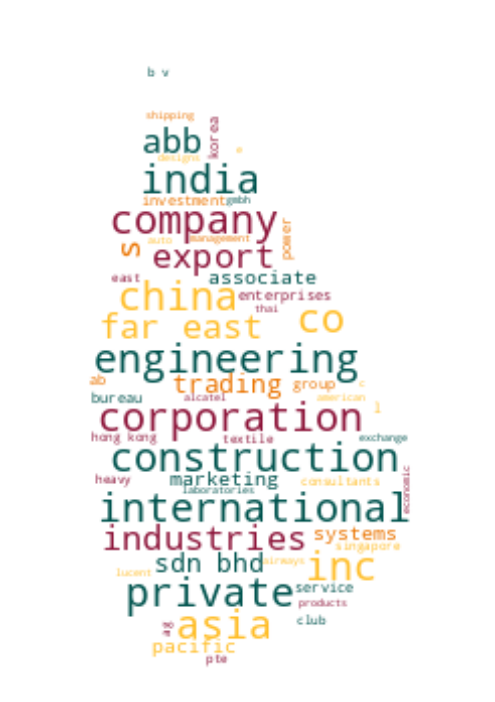 b v
shipping
korea
abb
e
designs
india
investment gmbh
company
power
s auto management
export
east associate
china enterprises
thai
far east co
engineering
ab trading group c
bureau alcatel american l
corporation
hong kong textile exchange
construction
heavy marketing consultants
laboratories economic
international
industries systems
singapore
sdn bhd airways inc
lucent
private service
products
ag asia club
pacific
pte